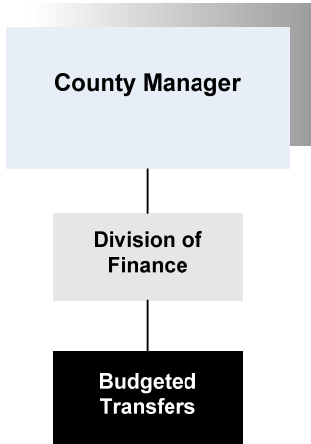 County Manager
Division of
Finance
Budgeted
Transfers